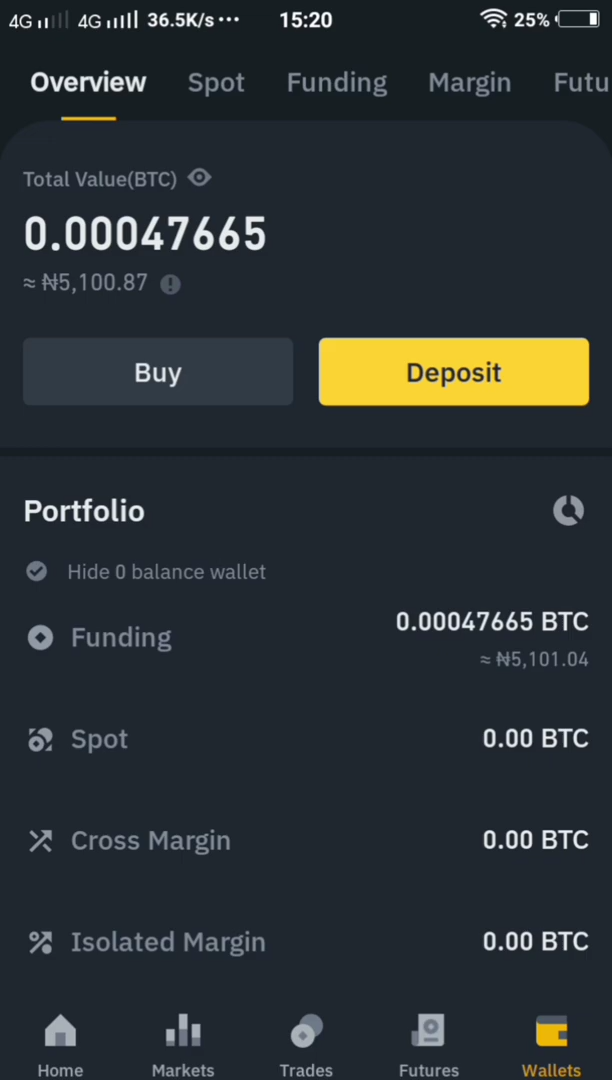 4G 4G 36.5K/s ••• 15:20 25%
Overview Spot Funding Margin Futu
Total Value(BTC)
0.00047665
≈ ₦5,100.87
Buy Deposit
Portfolio
Hide 0 balance wallet
Funding 0.00047665 BTC
≈ ₦5,101.04
Spot 0.00 BTC
Cross Margin 0.00 BTC
Isolated Margin 0.00 BTC
Home Markets Trades Futures Wallets